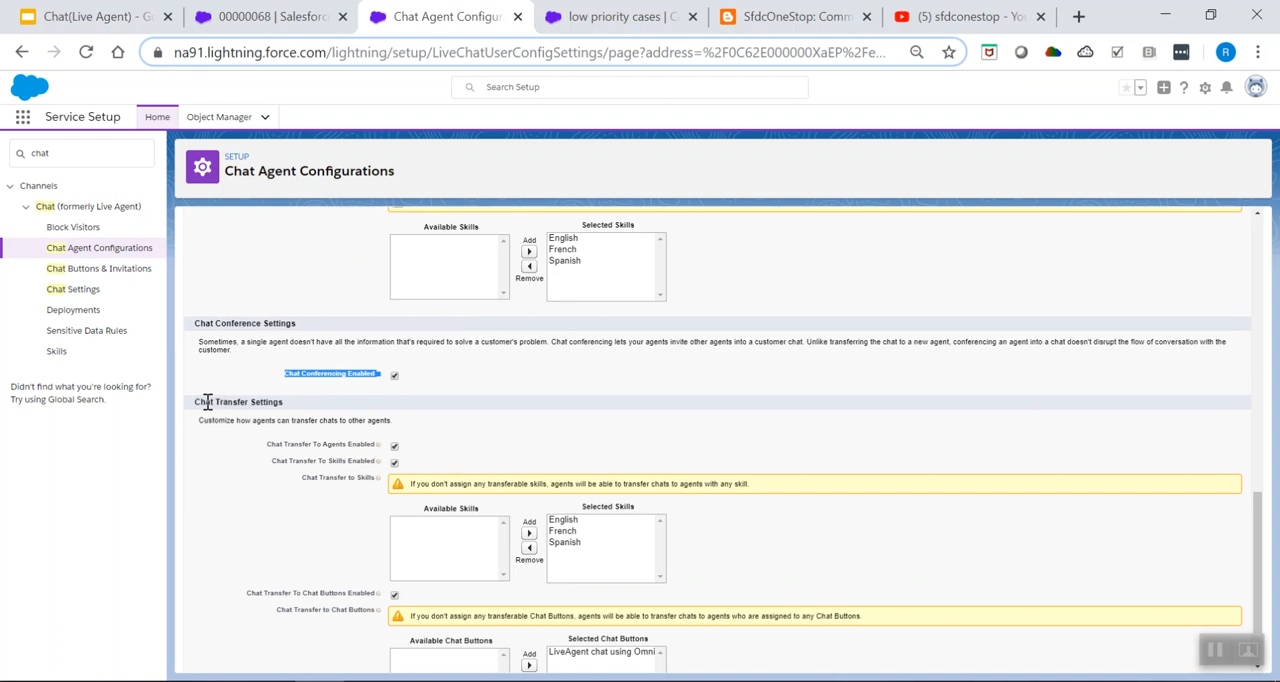 Chat(Live Agent) - G
00000068 | Salesforc
Chat Agent Configur
low priority cases | C
SfdcOneStop: Comm
(5) sfdconestop - Yo
na91.lightning.force.com/lightning/setup/LiveChatUserConfigSettings/page?address=%2F0C62E000000XaEP%2Fe...
Search Setup
Service Setup
Home
Object Manager
chat
Channels
Chat (formerly Live Agent)
Block Visitors
Chat Agent Configurations
Chat Buttons & Invitations
Chat Settings
Deployments
Sensitive Data Rules
Skills
Didn't find what you're looking for?
Try using Global Search.
SETUP
Chat Agent Configurations
Available Skills
Add
Remove
Selected Skills
English
French
Spanish
Chat Conference Settings
Sometimes, a single agent doesn't have all the information that's required to solve a customer's problem. Chat conferencing lets your agents invite other agents into a customer chat. Unlike transferring the chat to a new agent, conferencing an agent into a chat doesn't disrupt the flow of conversation with the
customer.
Chat Conferencing Enabled
Chat Transfer Settings
Customize how agents can transfer chats to other agents.
Chat Transfer To Agents Enabled
Chat Transfer To Skills Enabled
Chat Transfer to Skills
If you don't assign any transferable skills, agents will be able to transfer chats to agents with any skill.
Available Skills
Add
Remove
Selected Skills
English
French
Spanish
Chat Transfer To Chat Buttons Enabled
Chat Transfer to Chat Buttons
If you don't assign any transferable Chat Buttons, agents will be able to transfer chats to agents who are assigned to any Chat Buttons.
Available Chat Buttons
Add
Selected Chat Buttons
LiveAgent chat using Omni